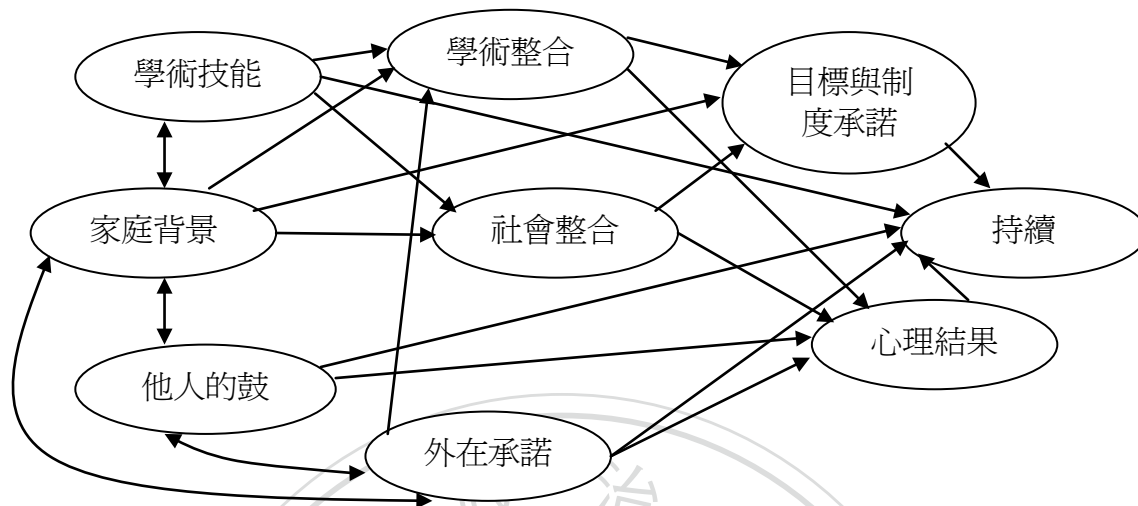 學術技能
學術整合
目標與制
度承諾
家庭背景
社會整合
持續
心理結果
他人的鼓
外在承諾
治